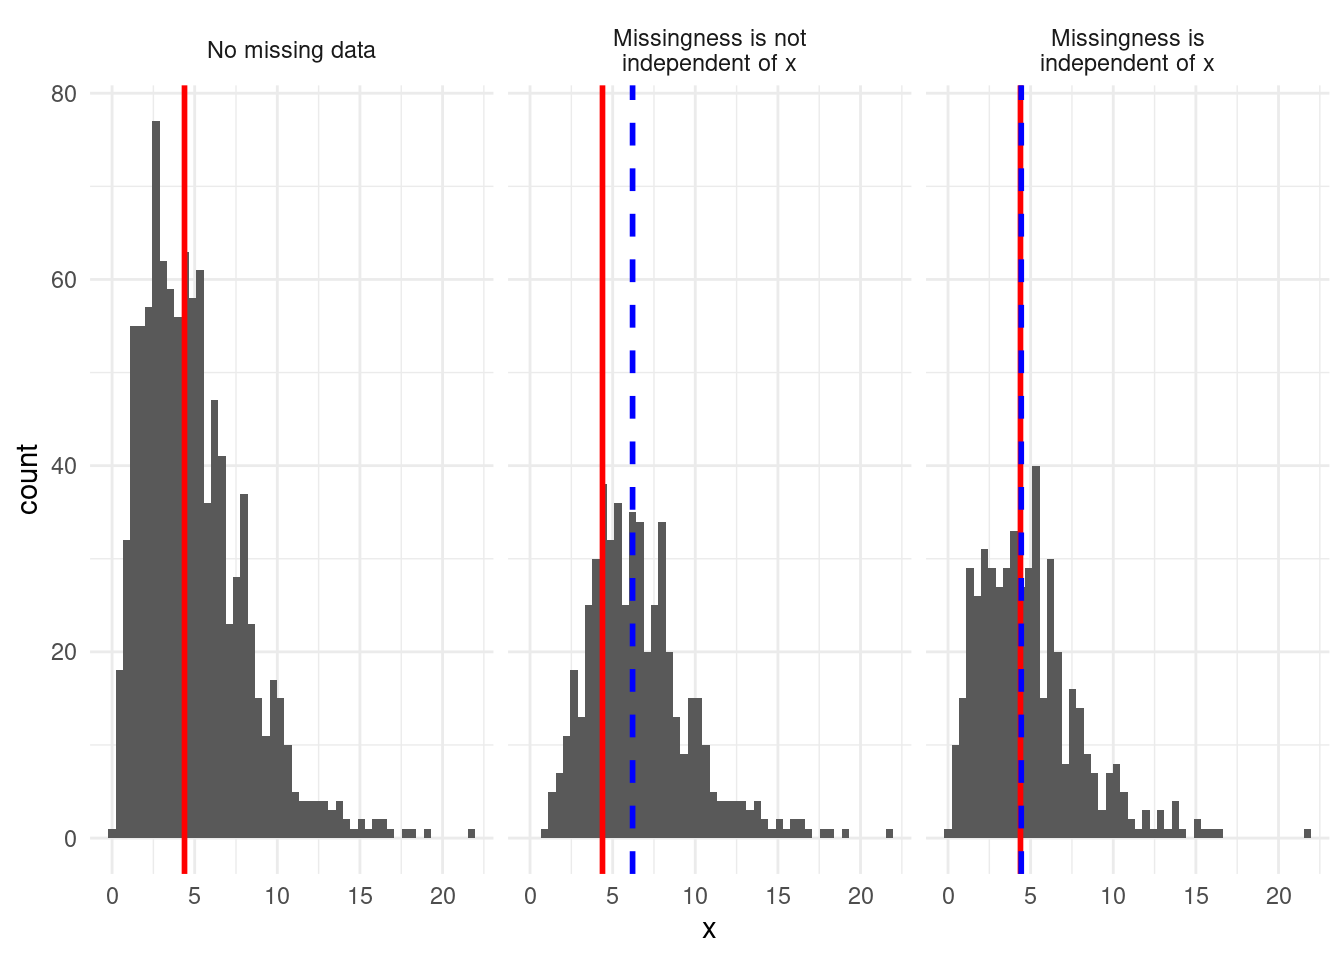 No missing data
Missingness is not
independent of x
Missingness is
independent of x
80
60
40
20
0
count
0 5 10 15 20
0 5 10 15 20
0 5 10 15 20
x